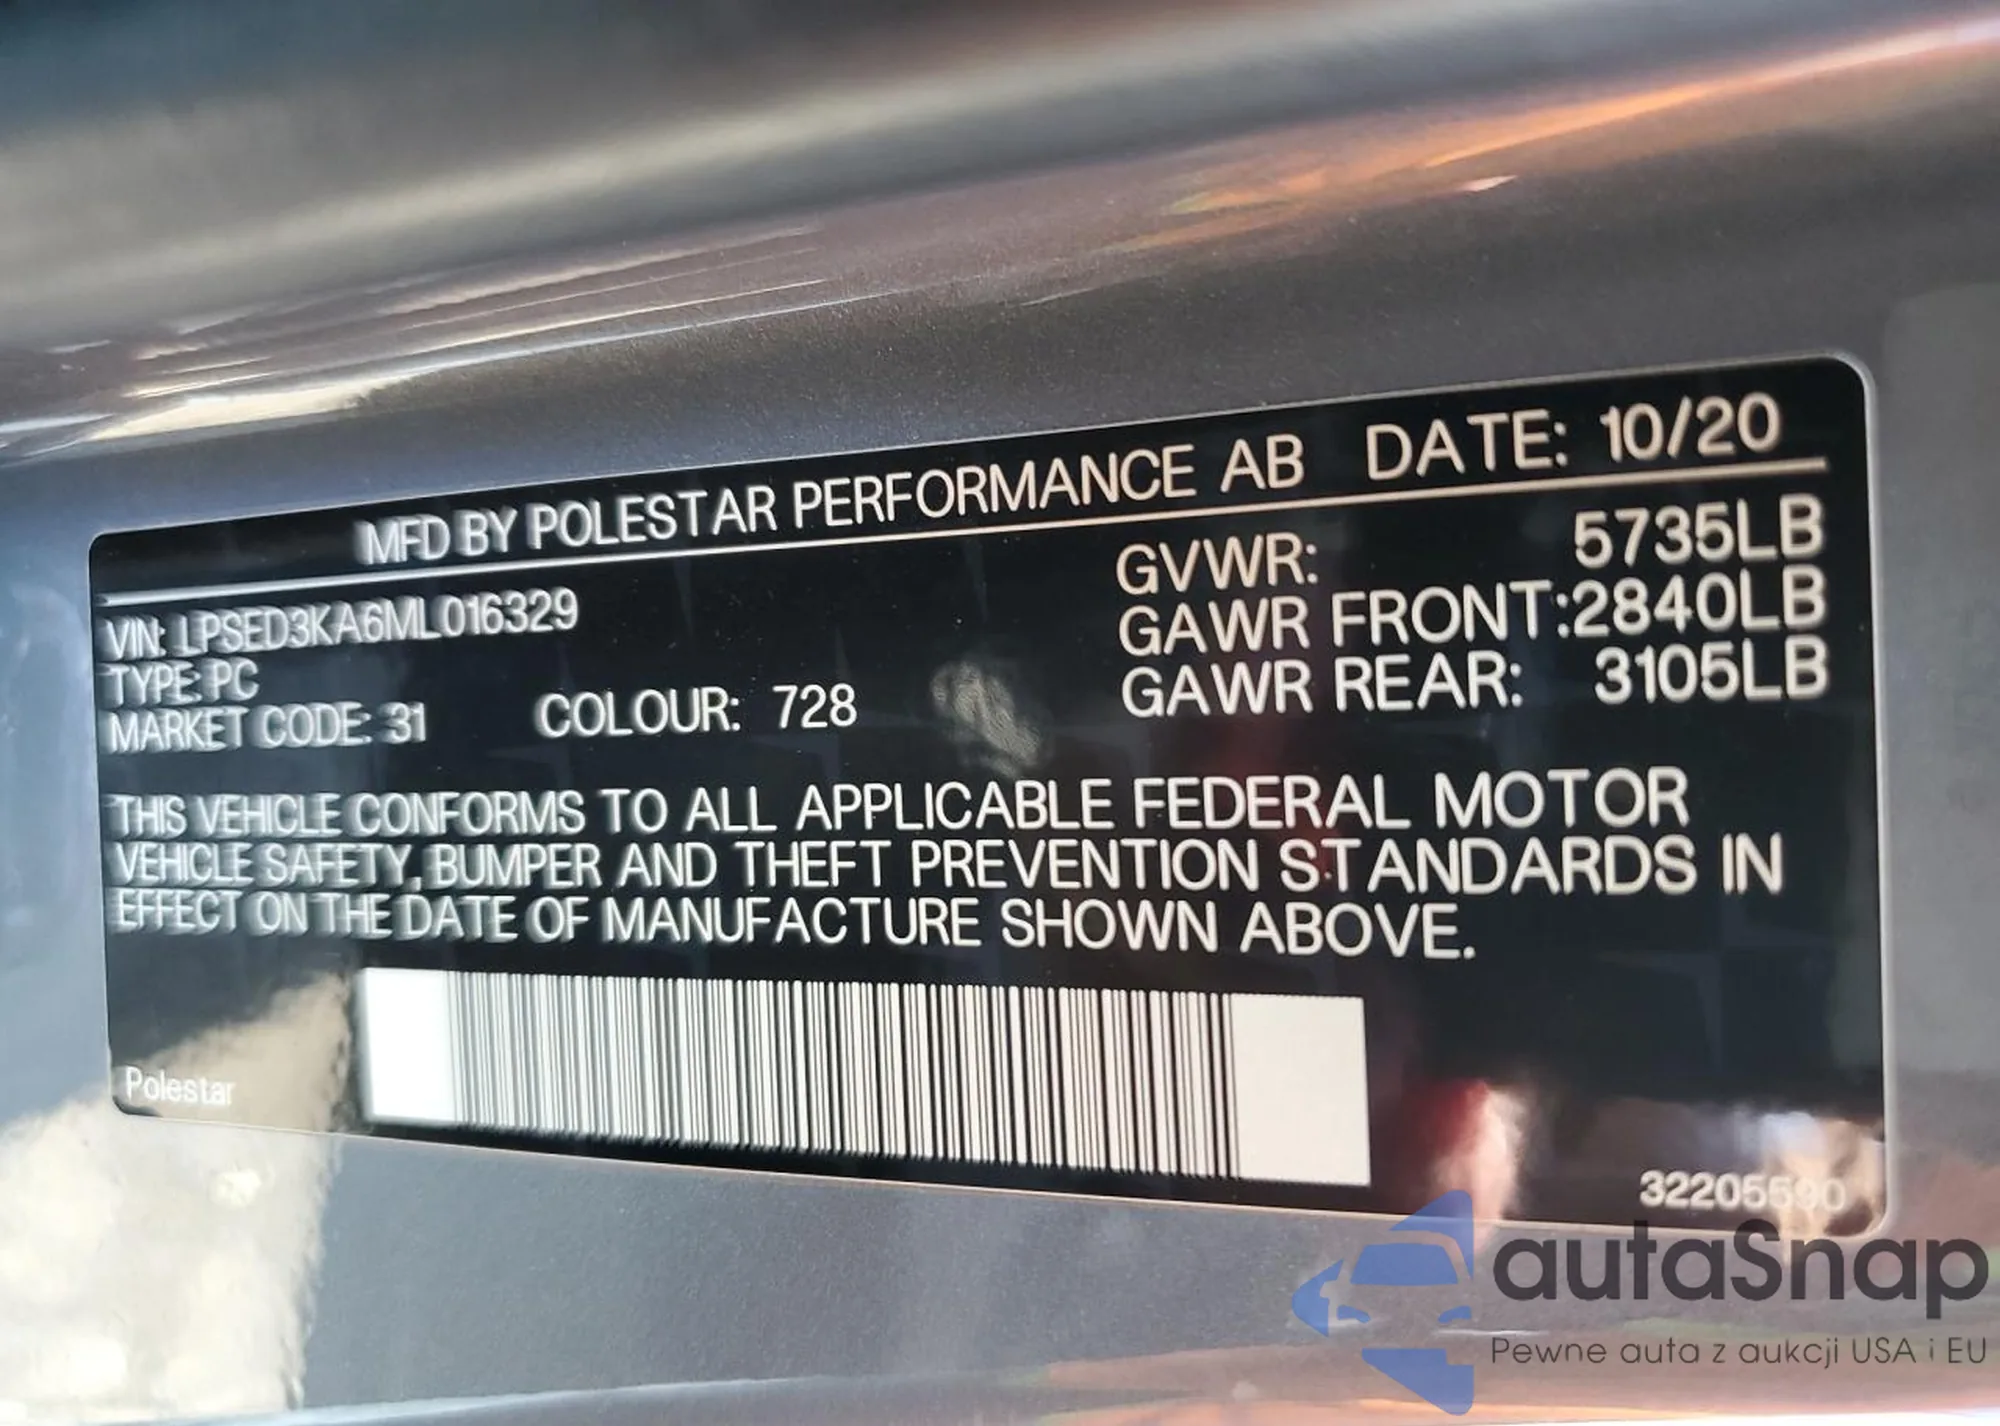 MFD BY POLESTAR PERFORMANCE AB DATE: 10/20
VIN: LPSED3KA6ML016329
TYPE: PC
MARKET CODE: 31 COLOUR: 728
GVWR: 5735LB
GAWR FRONT: 2840LB
GAWR REAR: 3105LB
THIS VEHICLE CONFORMS TO ALL APPLICABLE FEDERAL MOTOR
VEHICLE SAFETY, BUMPER AND THEFT PREVENTION STANDARDS IN
EFFECT ON THE DATE OF MANUFACTURE SHOWN ABOVE.
Polestar
32205590
autaSnap
Pewne auta z aukcji USA i EU